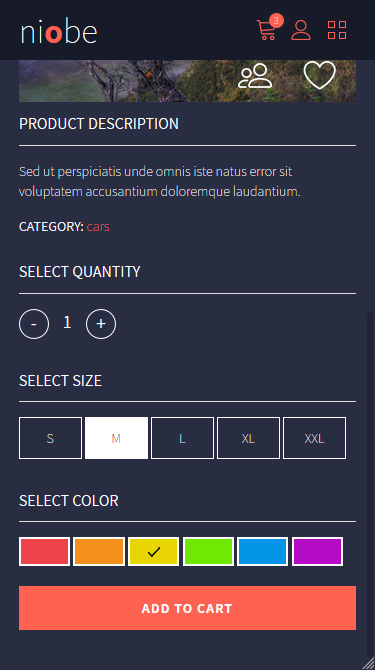 niobe
3
PRODUCT DESCRIPTION
Sed ut perspiciatis unde omnis iste natus error sit
voluptatem accusantium doloremque laudantium.
CATEGORY: cars
SELECT QUANTITY
- 1 +
SELECT SIZE
S M L XL XXL
SELECT COLOR
ADD TO CART